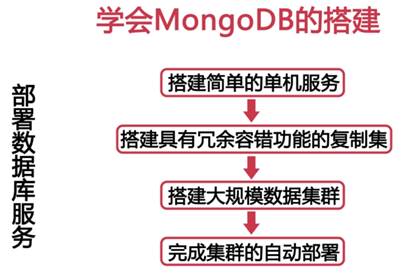 学会MongoDB的搭建
部署数据库服务
搭建简单的单机服务
搭建具有冗余容错功能的复制集
搭建大规模数据集群
完成集群的自动部署